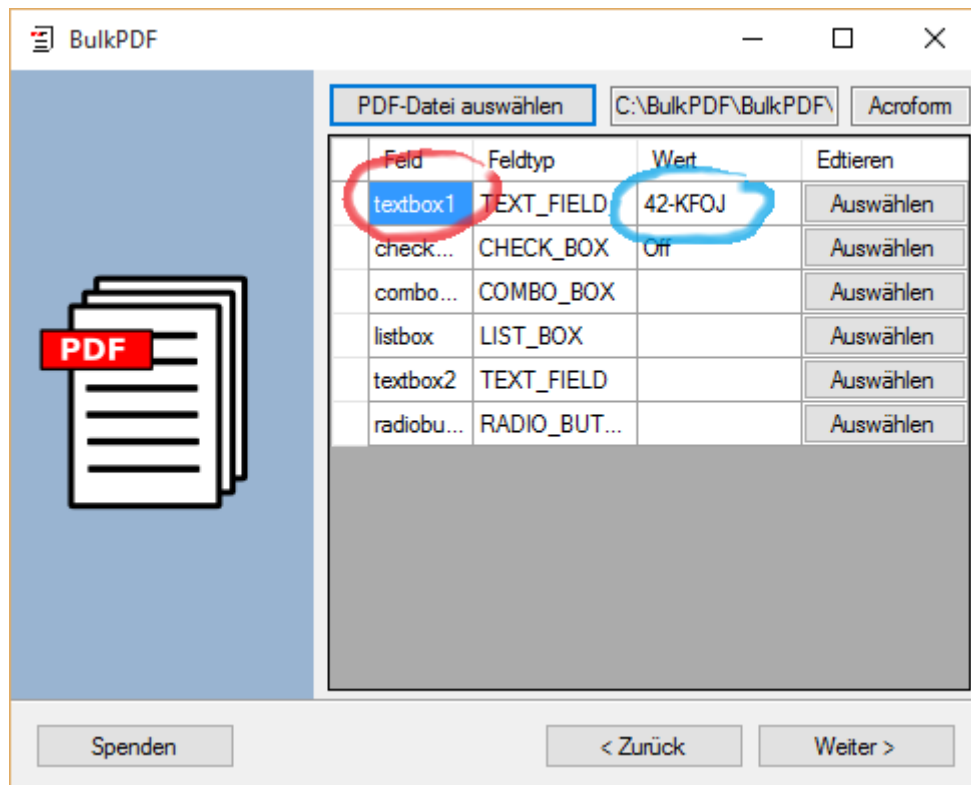 BulkPDF
PDF-Datei auswählen C:\BulkPDF\BulkPDF\ Acroform
Feld Feldtyp Wert Edtieren
textbox1 TEXT_FIELD 42-KFOJ Auswählen
check... CHECK_BOX Off Auswählen
combo... COMBO_BOX Auswählen
listbox LIST_BOX Auswählen
textbox2 TEXT_FIELD Auswählen
radiobu... RADIO_BUT... Auswählen
PDF
Spenden < Zurück Weiter >